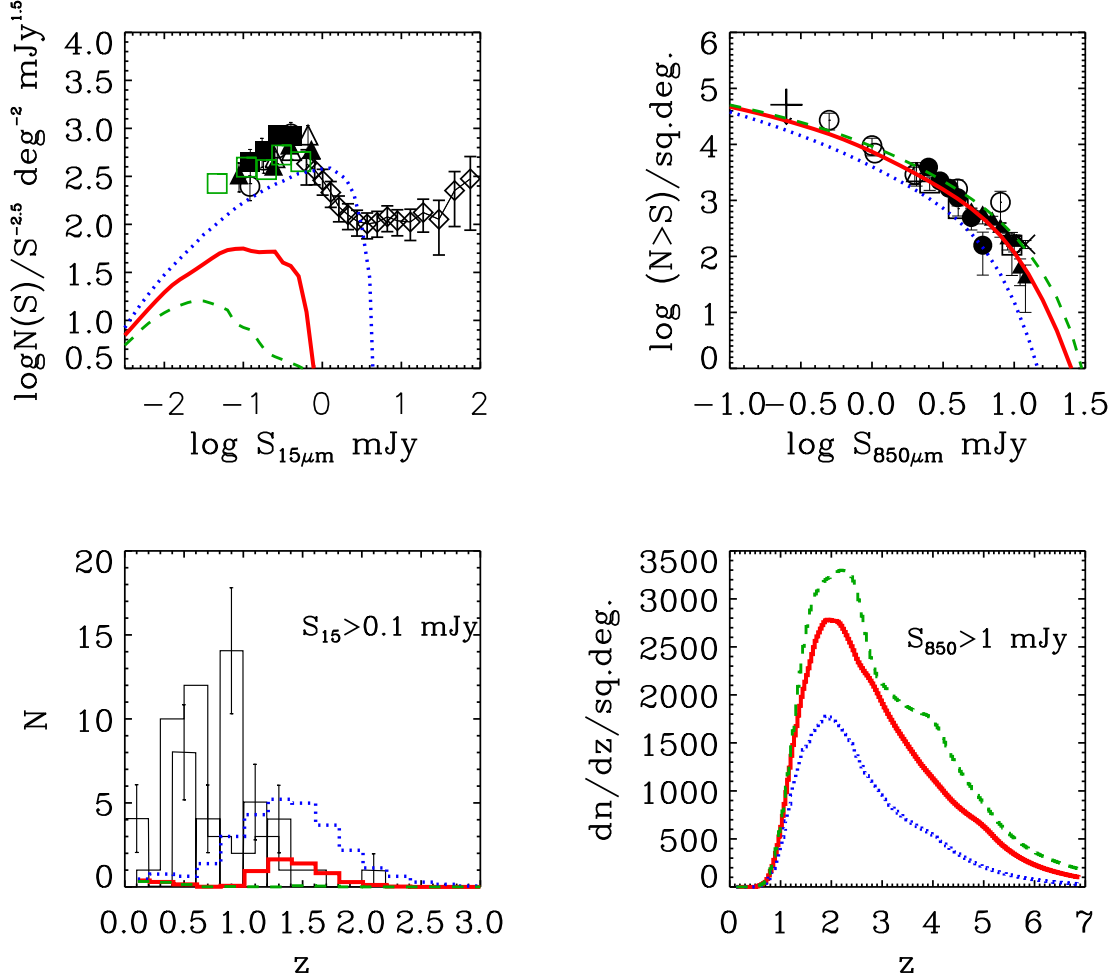 logN(S)/S⁻²·⁵ deg⁻² mJy¹·⁵
4.0
3.5
3.0
2.5
2.0
1.5
1.0
0.5
−2 −1 0 1 2
log S₁₅μm mJy
log (N>S)/sq.deg.
6
5
4
3
2
1
0
−1.0−0.5 0.0 0.5 1.0 1.5
log S₈₅₀μm mJy
N
20
15
10
5
0
S₁₅>0.1 mJy
0.0 0.5 1.0 1.5 2.0 2.5 3.0
z
dn/dz/sq.deg.
3500
3000
2500
2000
1500
1000
500
0
S₈₅₀>1 mJy
0 1 2 3 4 5 6 7
z